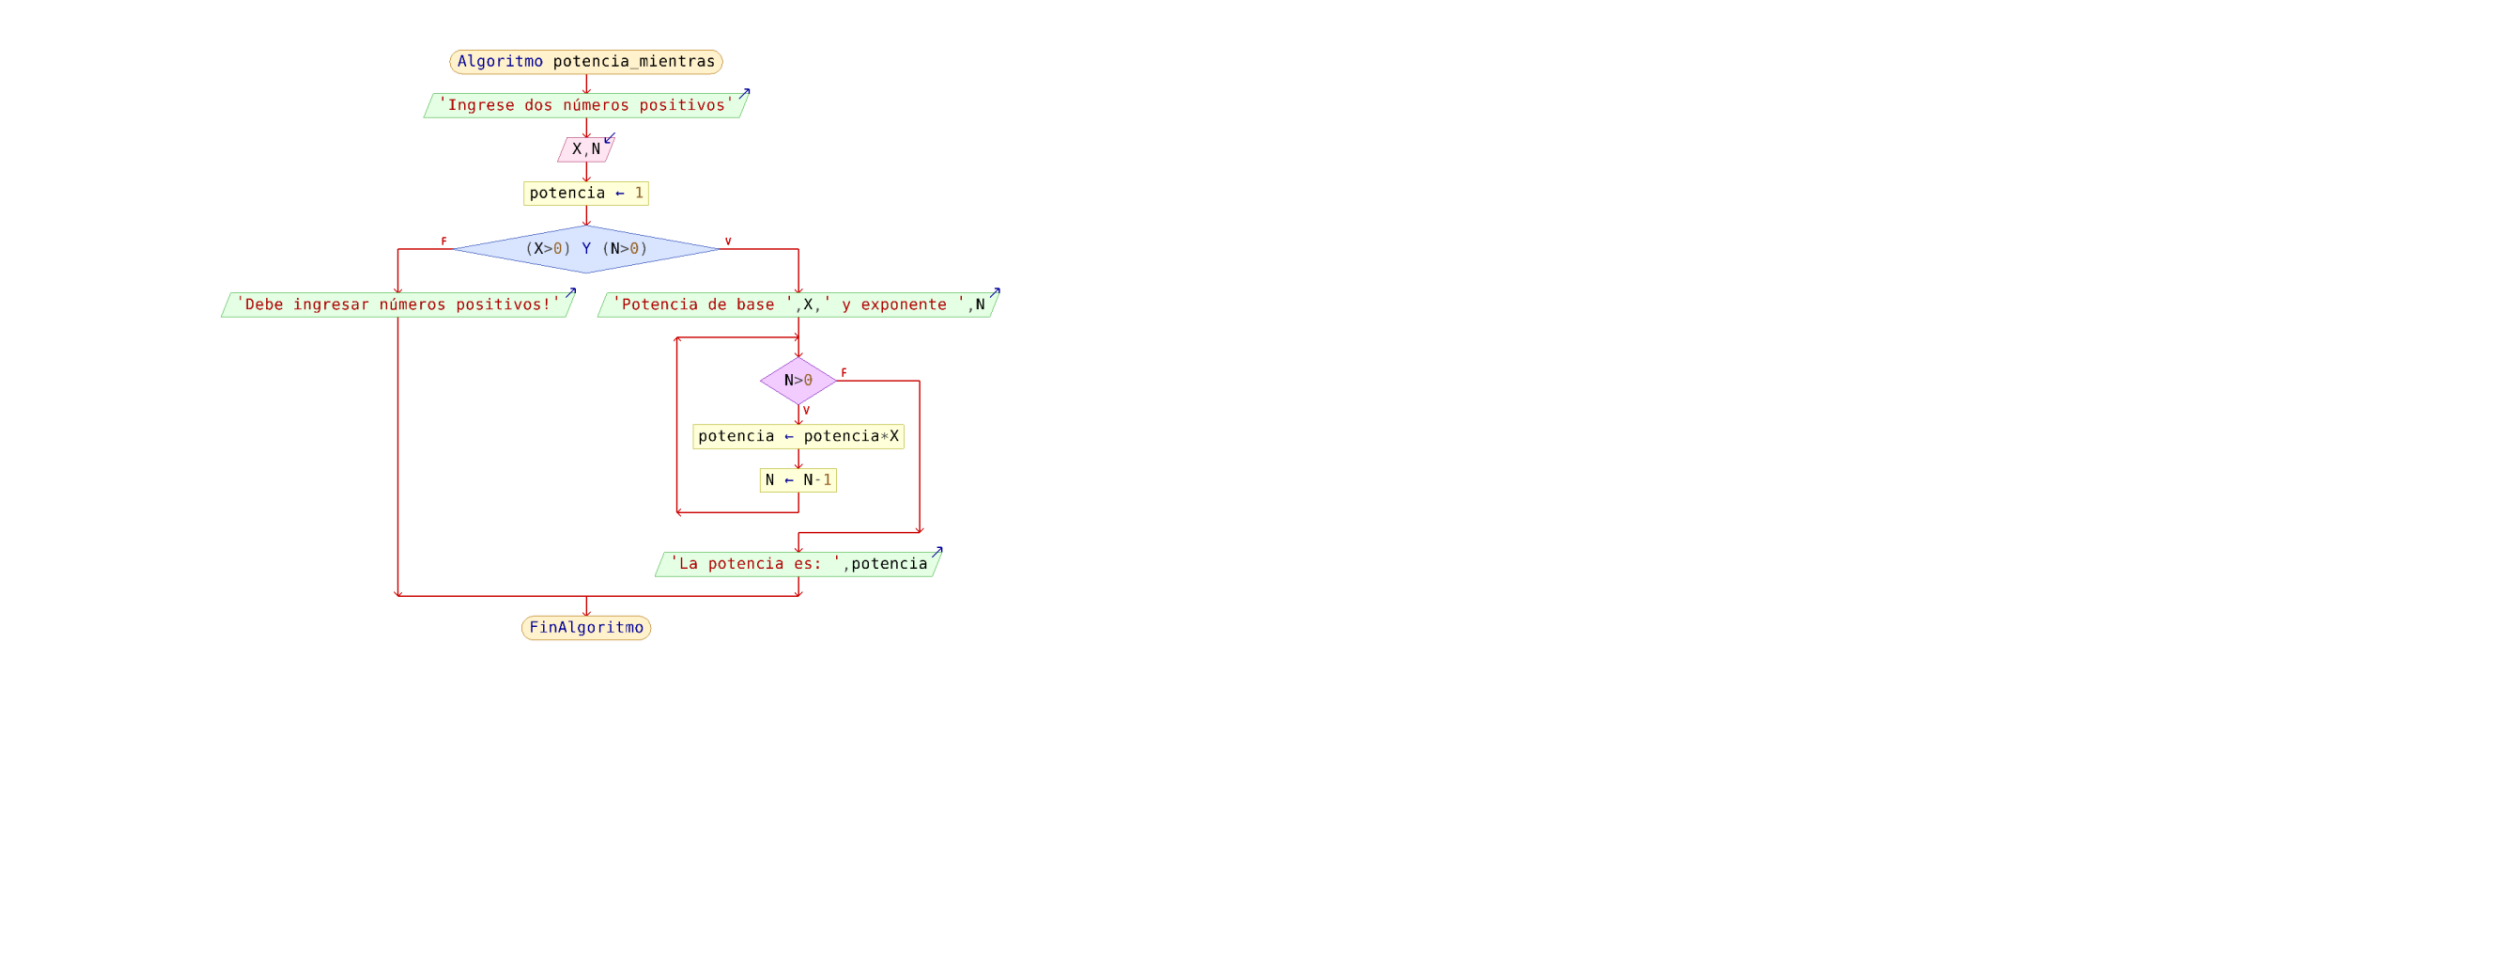 Algoritmo potencia_mientras
'Ingrese dos números positivos'
X,N
potencia ← 1
F
(X>0) Y (N>0)
V
'Debe ingresar números positivos!'
'Potencia de base ',X,' y exponente ',N
N>0
F
V
potencia ← potencia*X
N ← N-1
'La potencia es: ',potencia
FinAlgoritmo